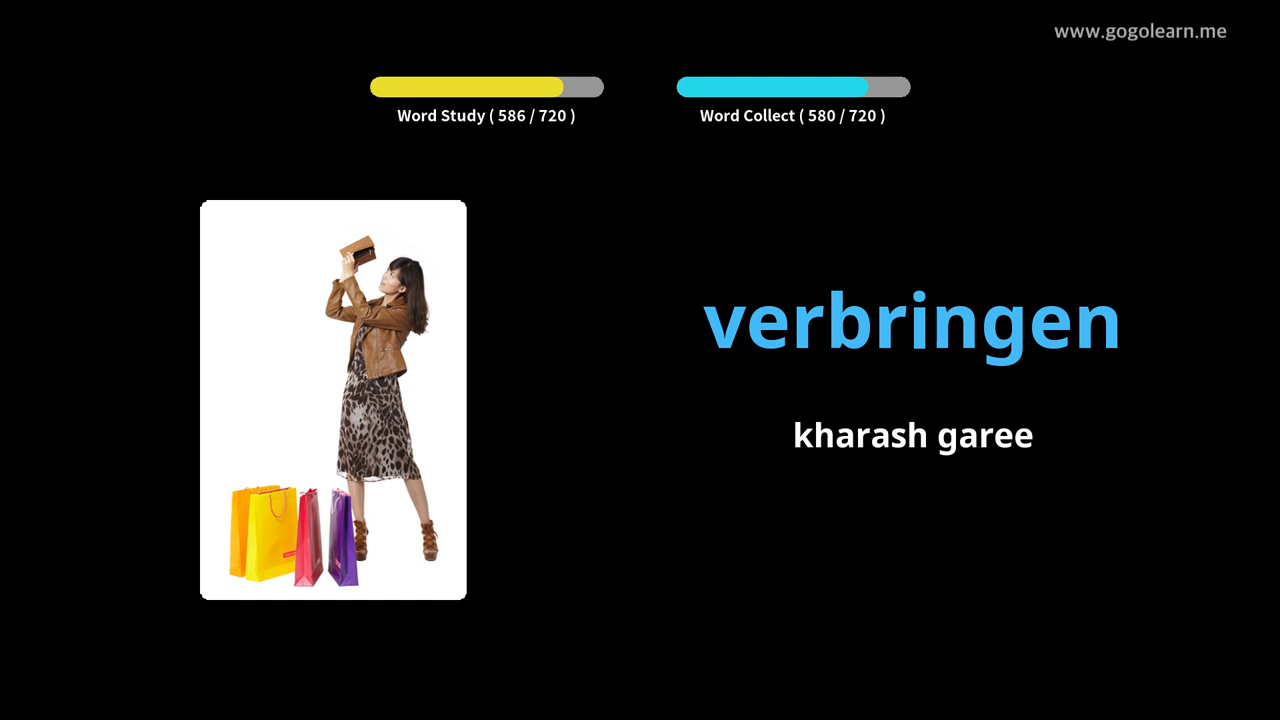 www.gogolearn.me
Word Study ( 586 / 720 )
Word Collect ( 580 / 720 )
verbringen
kharash garee